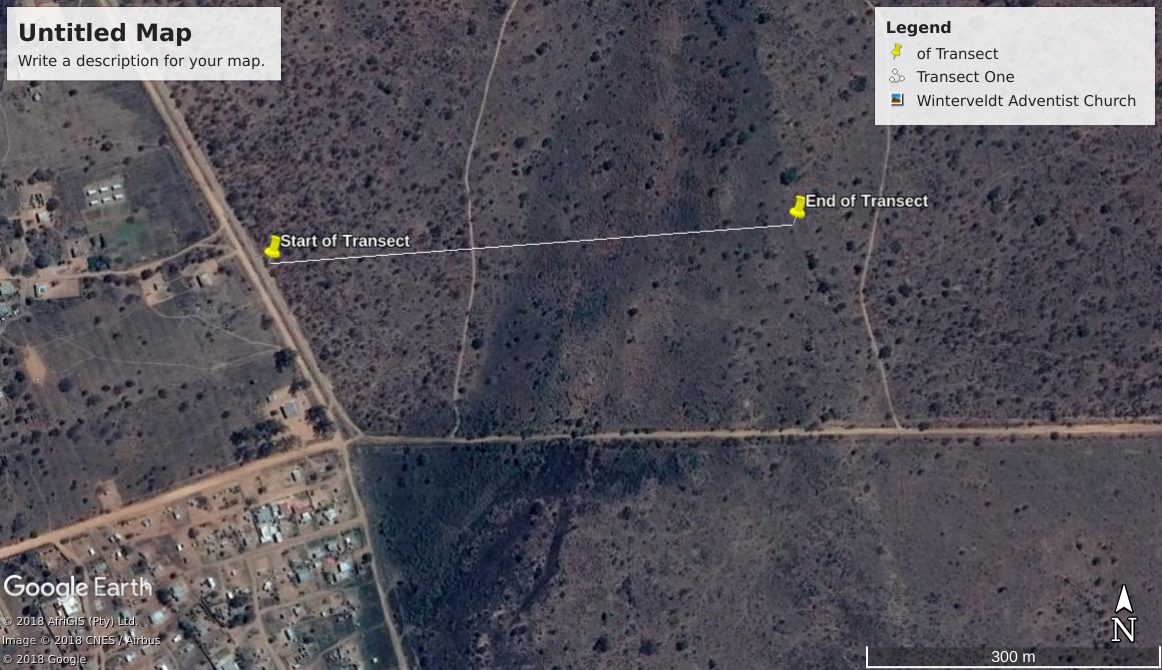 Untitled Map
Write a description for your map.
Legend
of Transect
Transect One
Winterveldt Adventist Church
End of Transect
Start of Transect
Google Earth
© 2018 AfriGIS (Pty) Ltd.
Image © 2018 CNES / Airbus
© 2018 Google
N
300 m